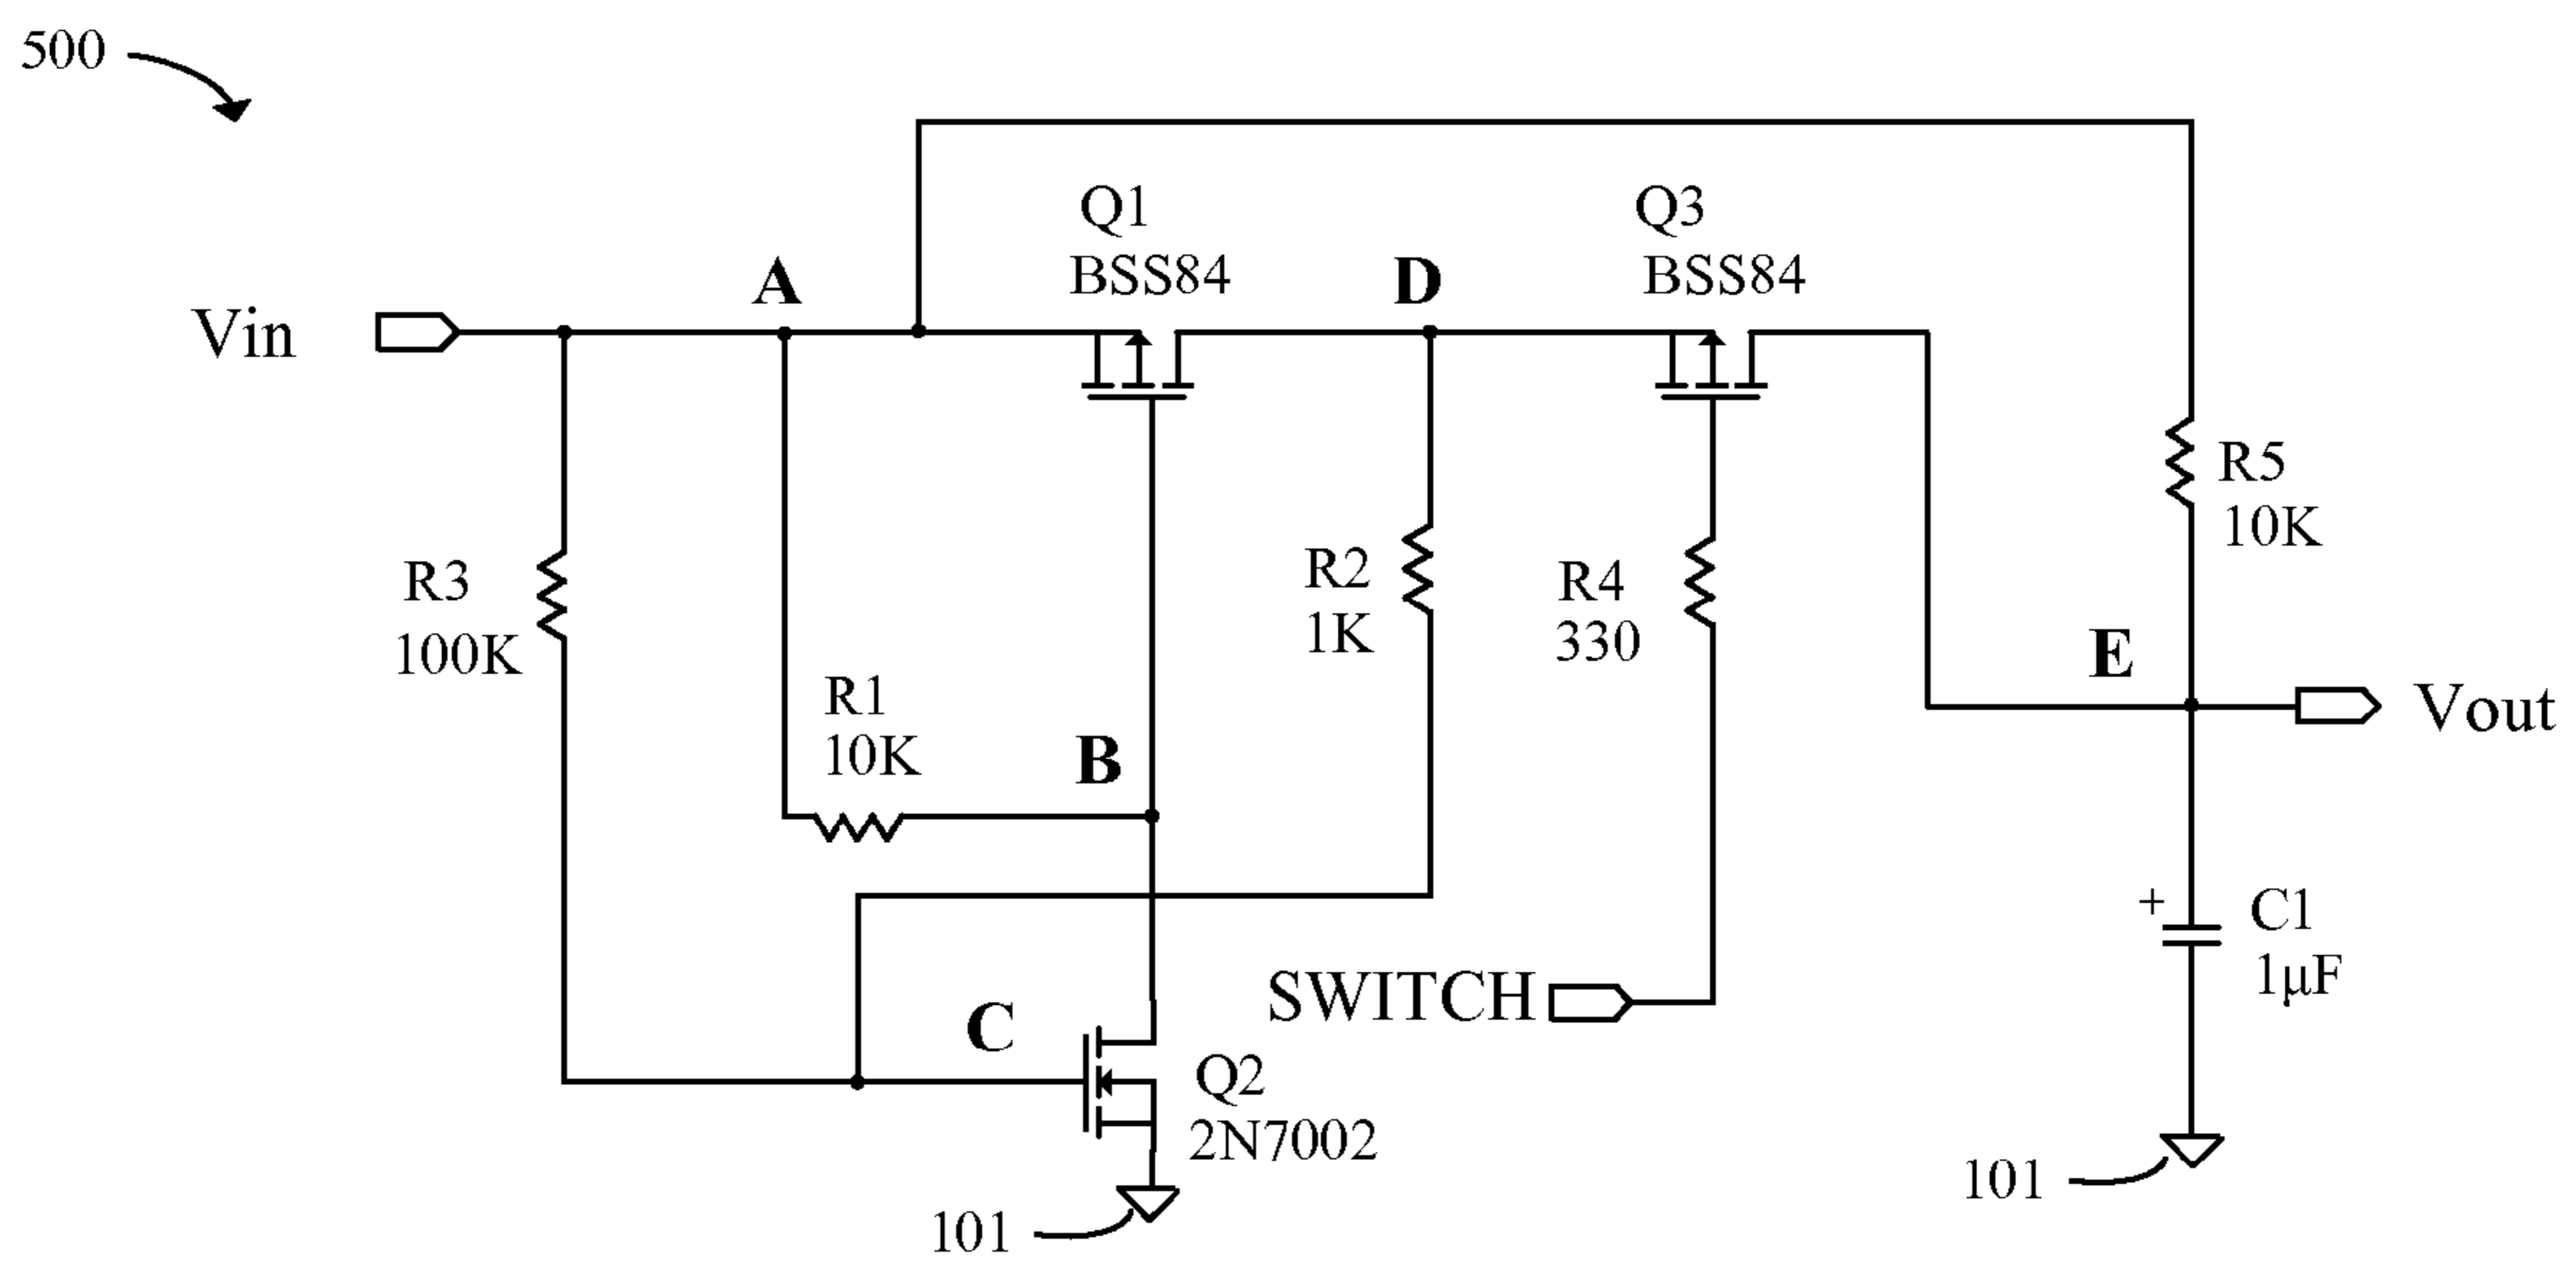 500
Q1
BSS84
Q3
BSS84
A
D
Vin
R5
10K
R3
100K
R2
1K
R4
330
R1
10K
B
E
Vout
C1
1µF
+
SWITCH
C
Q2
2N7002
101
101